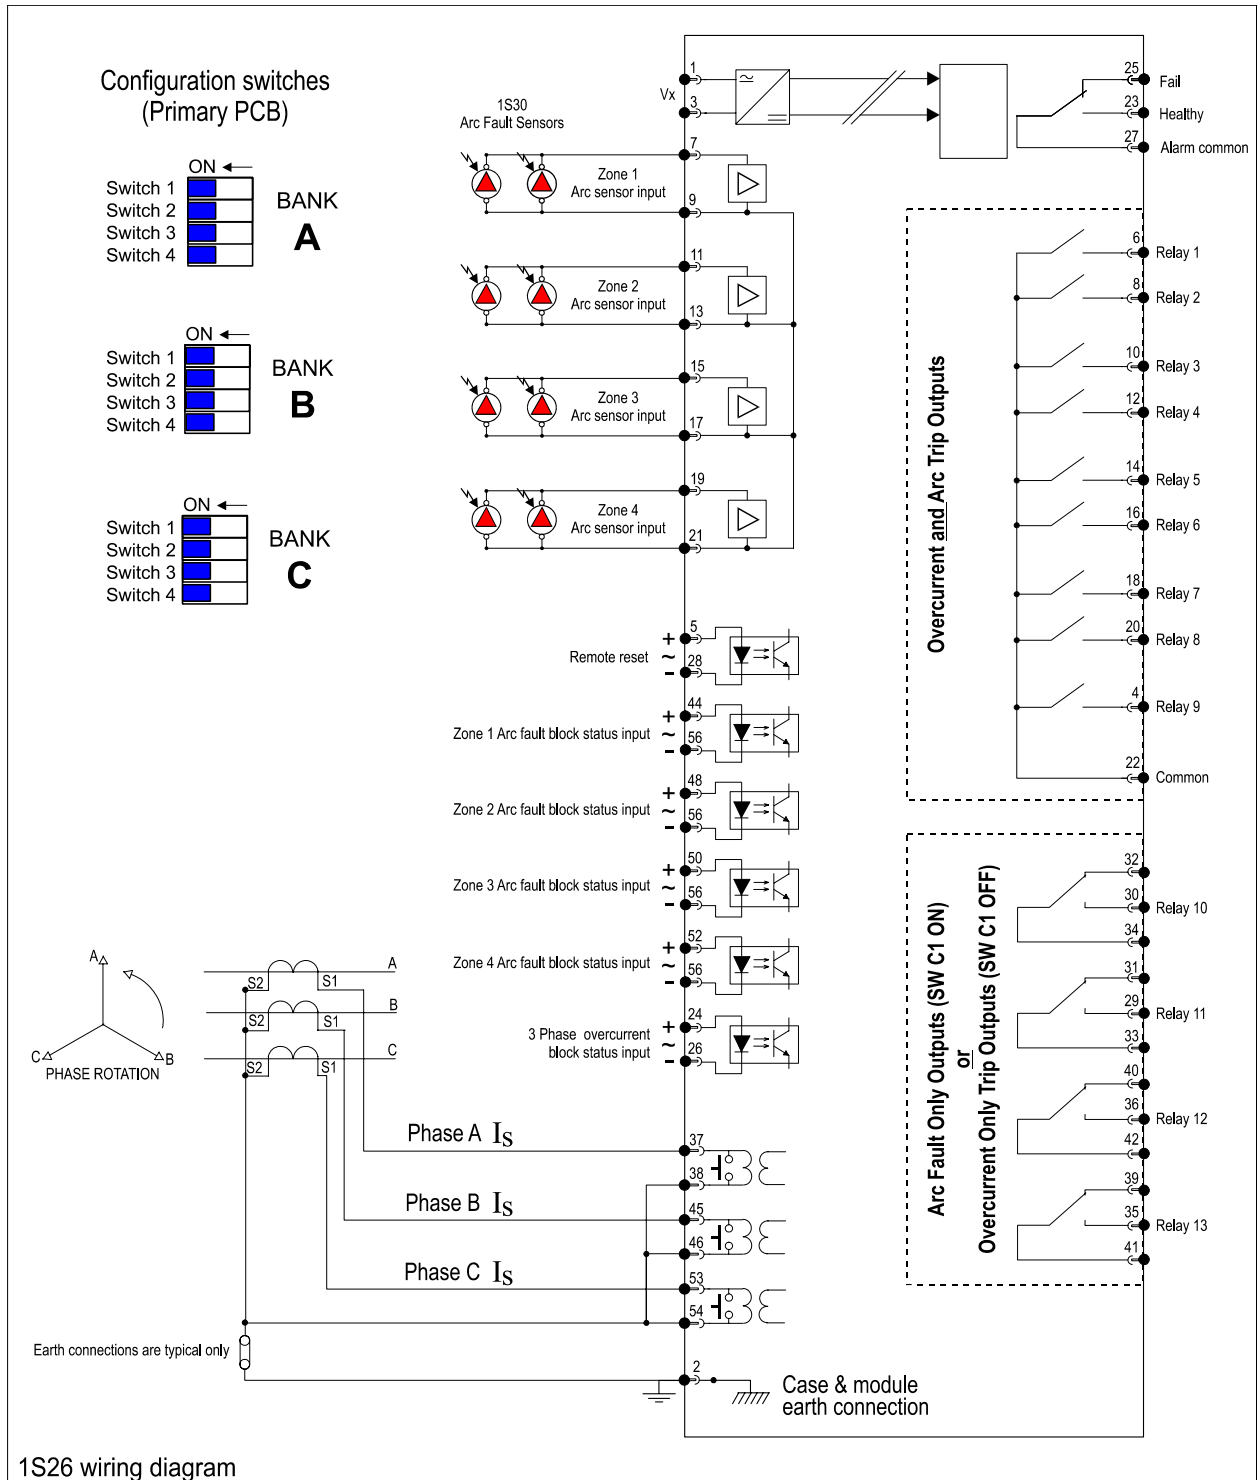 Configuration switches
(Primary PCB)
ON
Switch 1
Switch 2
Switch 3
Switch 4
BANK
A
ON
Switch 1
Switch 2
Switch 3
Switch 4
BANK
B
ON
Switch 1
Switch 2
Switch 3
Switch 4
BANK
C
1S30
Arc Fault Sensors
Vx
1
3
7
Zone 1
Arc sensor input
9
11
Zone 2
Arc sensor input
13
15
Zone 3
Arc sensor input
17
19
Zone 4
Arc sensor input
21
Remote reset
+
~
-
5
28
Zone 1 Arc fault block status input
+
~
-
44
56
Zone 2 Arc fault block status input
+
~
-
48
56
Zone 3 Arc fault block status input
+
~
-
50
56
Zone 4 Arc fault block status input
+
~
-
52
56
3 Phase overcurrent
block status input
+
~
-
24
26
25 Fail
23 Healthy
27 Alarm common
Overcurrent and Arc Trip Outputs
6 Relay 1
8 Relay 2
10 Relay 3
12 Relay 4
14 Relay 5
16 Relay 6
18 Relay 7
20 Relay 8
4 Relay 9
22 Common
Arc Fault Only Outputs (SW C1 ON)
or
Overcurrent Only Trip Outputs (SW C1 OFF)
32
30 Relay 10
34
31
29 Relay 11
33
40
36 Relay 12
42
39
35 Relay 13
41
A
C
B
PHASE ROTATION
S2 S1 A
S2 S1 B
S2 S1 C
Phase A IS
37
38
Phase B IS
45
46
Phase C IS
53
54
Earth connections are typical only
2
Case & module
earth connection
1S26 wiring diagram